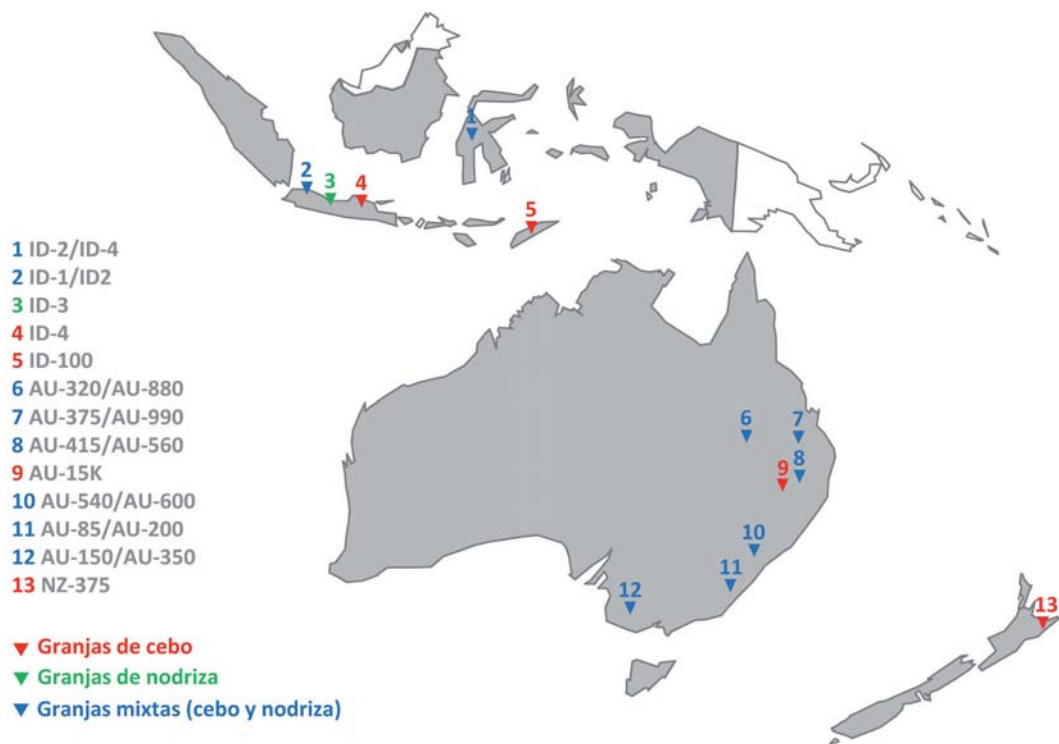 1
2
3
4
5
1 ID-2/ID-4
2 ID-1/ID2
3 ID-3
4 ID-4
5 ID-100
6 AU-320/AU-880
7 AU-375/AU-990
8 AU-415/AU-560
9 AU-15K
10 AU-540/AU-600
11 AU-85/AU-200
12 AU-150/AU-350
13 NZ-375
6
7
8
9
10
11
12
13
Granjas de cebo
Granjas de nodriza
Granjas mixtas (cebo y nodriza)